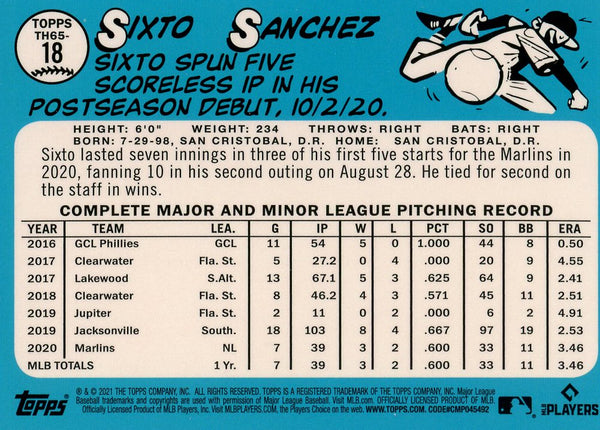 TOPPS
TH65-
18
SIXTO SANCHEZ
SIXTO SPUN FIVE
SCORELESS IP IN HIS
POSTSEASON DEBUT, 10/2/20.
HEIGHT: 6'0" WEIGHT: 234 THROWS: RIGHT BATS: RIGHT
BORN: 7-29-98, SAN CRISTOBAL, D.R. HOME: SAN CRISTOBAL, D.R.
Sixto lasted seven innings in three of his first five starts for the Marlins in
2020, fanning 10 in his second outing on August 28. He tied for second on
the staff in wins.
COMPLETE MAJOR AND MINOR LEAGUE PITCHING RECORD
YEAR TEAM LEA. G IP W L PCT SO BB ERA
2016 GCL Phillies GCL 11 54 5 0 1.000 44 8 0.50
2017 Clearwater Fla. St. 5 27.2 0 4 .000 20 9 4.55
2017 Lakewood S.Alt. 13 67.1 5 3 .625 64 9 2.41
2018 Clearwater Fla. St. 8 46.2 4 3 .571 45 11 2.51
2019 Jupiter Fla. St. 2 11 0 2 .000 6 2 4.91
2019 Jacksonville South. 18 103 8 4 .667 97 19 2.53
2020 Marlins NL 7 39 3 2 .600 33 11 3.46
MLB TOTALS 1 Yr. 7 39 3 2 .600 33 11 3.46
topps
® & © 2021 THE TOPPS COMPANY, INC. ALL RIGHTS RESERVED. TOPPS IS A REGISTERED TRADEMARK OF THE TOPPS COMPANY, INC. Major League
Baseball trademarks and copyrights are used with permission of Major League Baseball. Visit MLB.com. OFFICIALLY LICENSED PRODUCT OF MLB PLAYERS, INC.
Officially Licensed Product of MLB Players, Inc. Visit MLBPLAYERS.com, the Players Choice on the web. WWW.TOPPS.COM. CODE#CMP045492
MLB PLAYERS